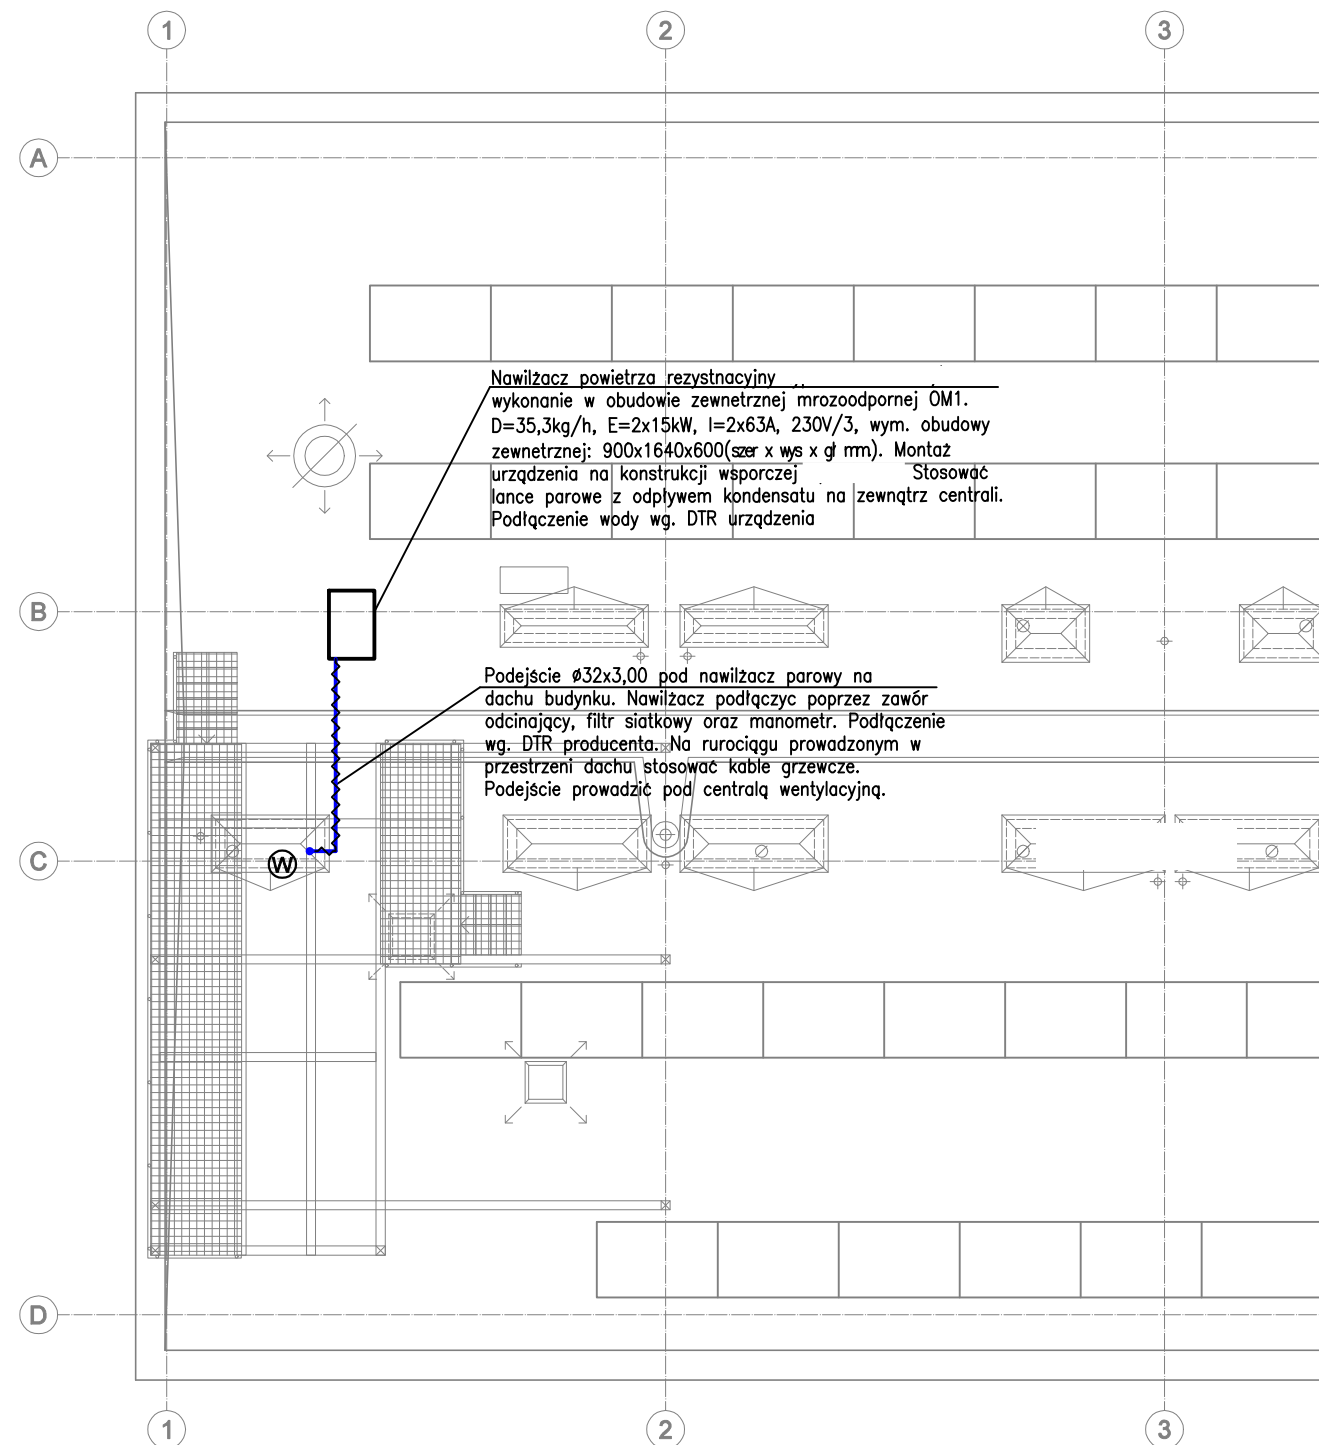 1 2 3
A
Nawilżacz powietrza rezystnacyjny
wykonanie w obudowie zewnetrznej mrozoodpornej OM1.
D=35,3kg/h, E=2x15kW, I=2x63A, 230V/3, wym. obudowy
zewnetrznej: 900x1640x600(szer x wys x gł mm). Montaż
urządzenia na konstrukcji wsporczej Stosować
lance parowe z odpływem kondensatu na zewnątrz centrali.
Podłączenie wody wg. DTR urządzenia
B
Podejście ø32x3,00 pod nawilżacz parowy na
dachu budynku. Nawilżacz podłączyc poprzez zawór
odcinający, filtr siatkowy oraz manometr. Podłączenie
wg. DTR producenta. Na rurociągu prowadzonym w
przestrzeni dachu stosować kable grzewcze.
Podejście prowadzić pod centralą wentylacyjną.
C
W
D
1 2 3